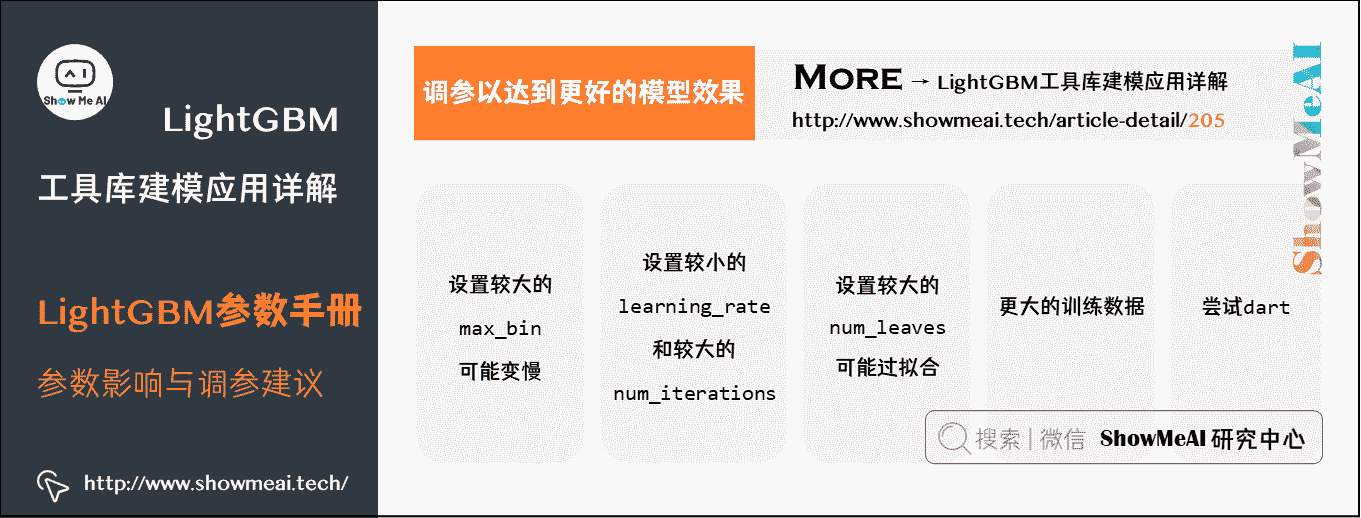 Show Me AI
LightGBM
工具库建模应用详解
LightGBM参数手册
参数影响与调参建议
http://www.showmeai.tech/
调参以达到更好的模型效果
MORE → LightGBM工具库建模应用详解
http://www.showmeai.tech/article-detail/205
ShowMeAI
设置较大的
max_bin
可能变慢
设置较小的
learning_rate
和较大的
num_iterations
设置较大的
num_leaves
可能过拟合
更大的训练数据
尝试dart
搜索 | 微信 ShowMeAI 研究中心